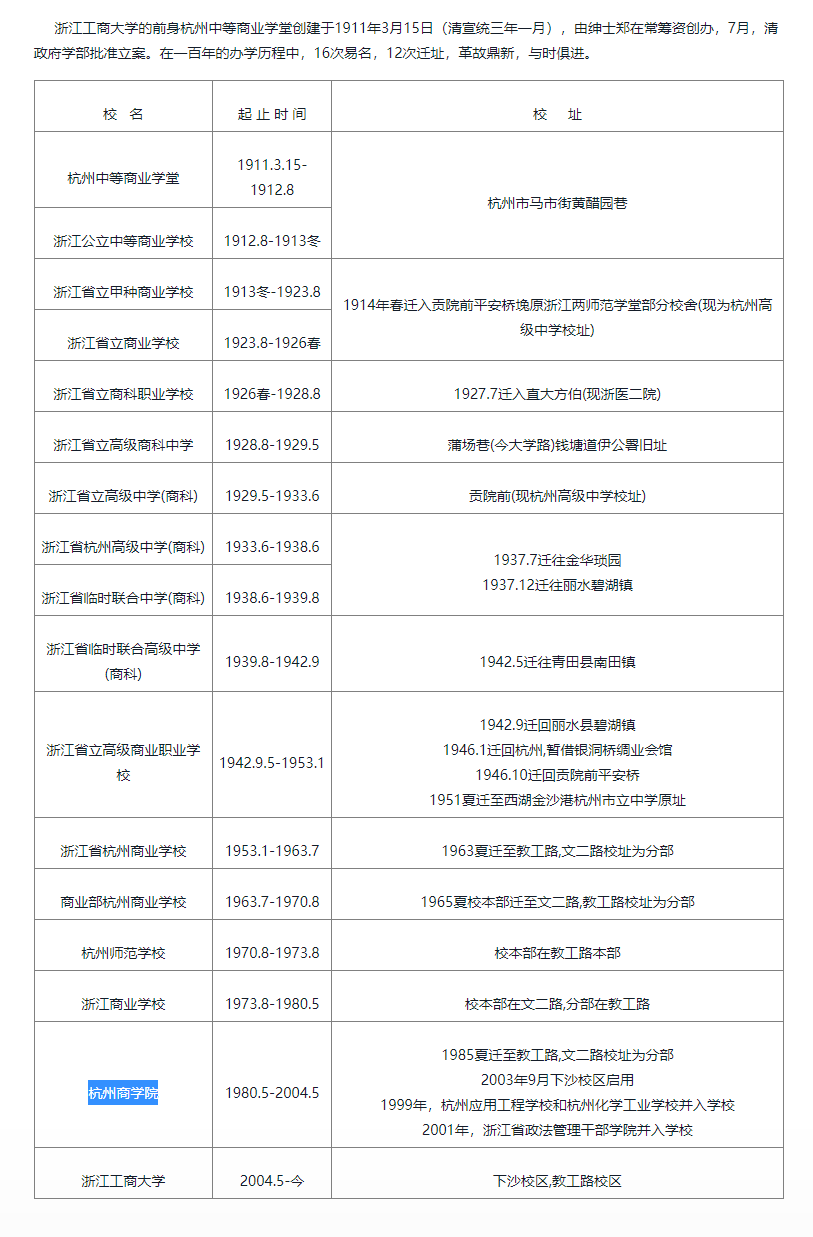 浙江工商大学的前身杭州中等商业学堂创建于1911年3月15日（清宣统三年一月），由绅士郑在常筹资创办，7月，清
政府学部批准立案。在一百年的办学历程中，16次易名，12次迁址，革故鼎新，与时俱进。
校 名 起 止 时 间 校 址
杭州中等商业学堂
1911.3.15-
1912.8
杭州市马市街黄醋园巷
浙江公立中等商业学校 1912.8-1913冬
浙江省立甲种商业学校 1913冬-1923.8
1914年春迁入贡院前平安桥堍原浙江两师范学堂部分校舍(现为杭州高
级中学校址)
浙江省立商业学校 1923.8-1926春
浙江省立商科职业学校 1926春-1928.8 1927.7迁入直大方伯(现浙医二院)
浙江省立高级商科中学 1928.8-1929.5 蒲场巷(今大学路)钱塘道伊公署旧址
浙江省立高级中学(商科) 1929.5-1933.6 贡院前(现杭州高级中学校址)
浙江省杭州高级中学(商科) 1933.6-1938.6
1937.7迁往金华琐园
1937.12迁往丽水碧湖镇
浙江省临时联合中学(商科) 1938.6-1939.8
浙江省临时联合高级中学
(商科)
1939.8-1942.9 1942.5迁往青田县南田镇
浙江省立高级商业职业学
校
1942.9.5-1953.1
1942.9迁回丽水县碧湖镇
1946.1迁回杭州,暂借银洞桥绸业会馆
1946.10迁回贡院前平安桥
1951夏迁至西湖金沙港杭州市立中学原址
浙江省杭州商业学校 1953.1-1963.7 1963夏迁至教工路,文二路校址为分部
商业部杭州商业学校 1963.7-1970.8 1965夏校本部迁至文二路,教工路校址为分部
杭州师范学校 1970.8-1973.8 校本部在教工路本部
浙江商业学校 1973.8-1980.5 校本部在文二路,分部在教工路
杭州商学院 1980.5-2004.5
1985夏迁至教工路,文二路校址为分部
2003年9月下沙校区启用
1999年，杭州应用工程学校和杭州化学工业学校并入学校
2001年，浙江省政法管理干部学院并入学校
浙江工商大学 2004.5-今 下沙校区,教工路校区